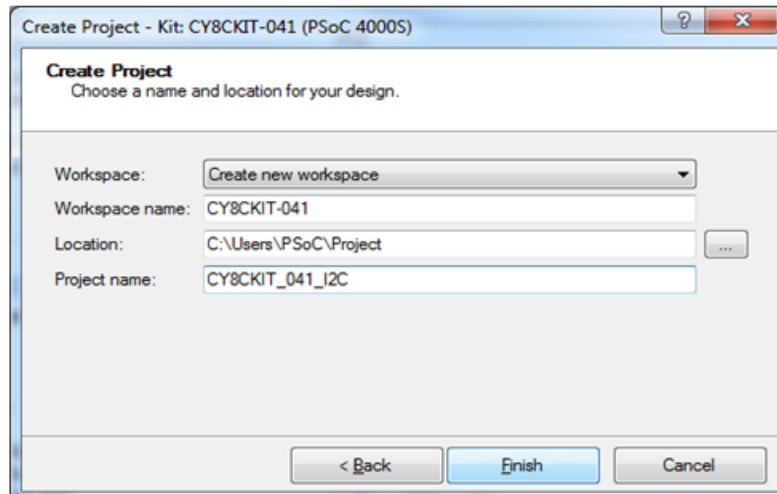 Create Project - Kit: CY8CKIT-041 (PSoC 4000S)
Create Project
Choose a name and location for your design.
Workspace: Create new workspace
Workspace name: CY8CKIT-041
Location: C:\Users\PSoC\Project ...
Project name: CY8CKIT_041_I2C
< Back Finish Cancel